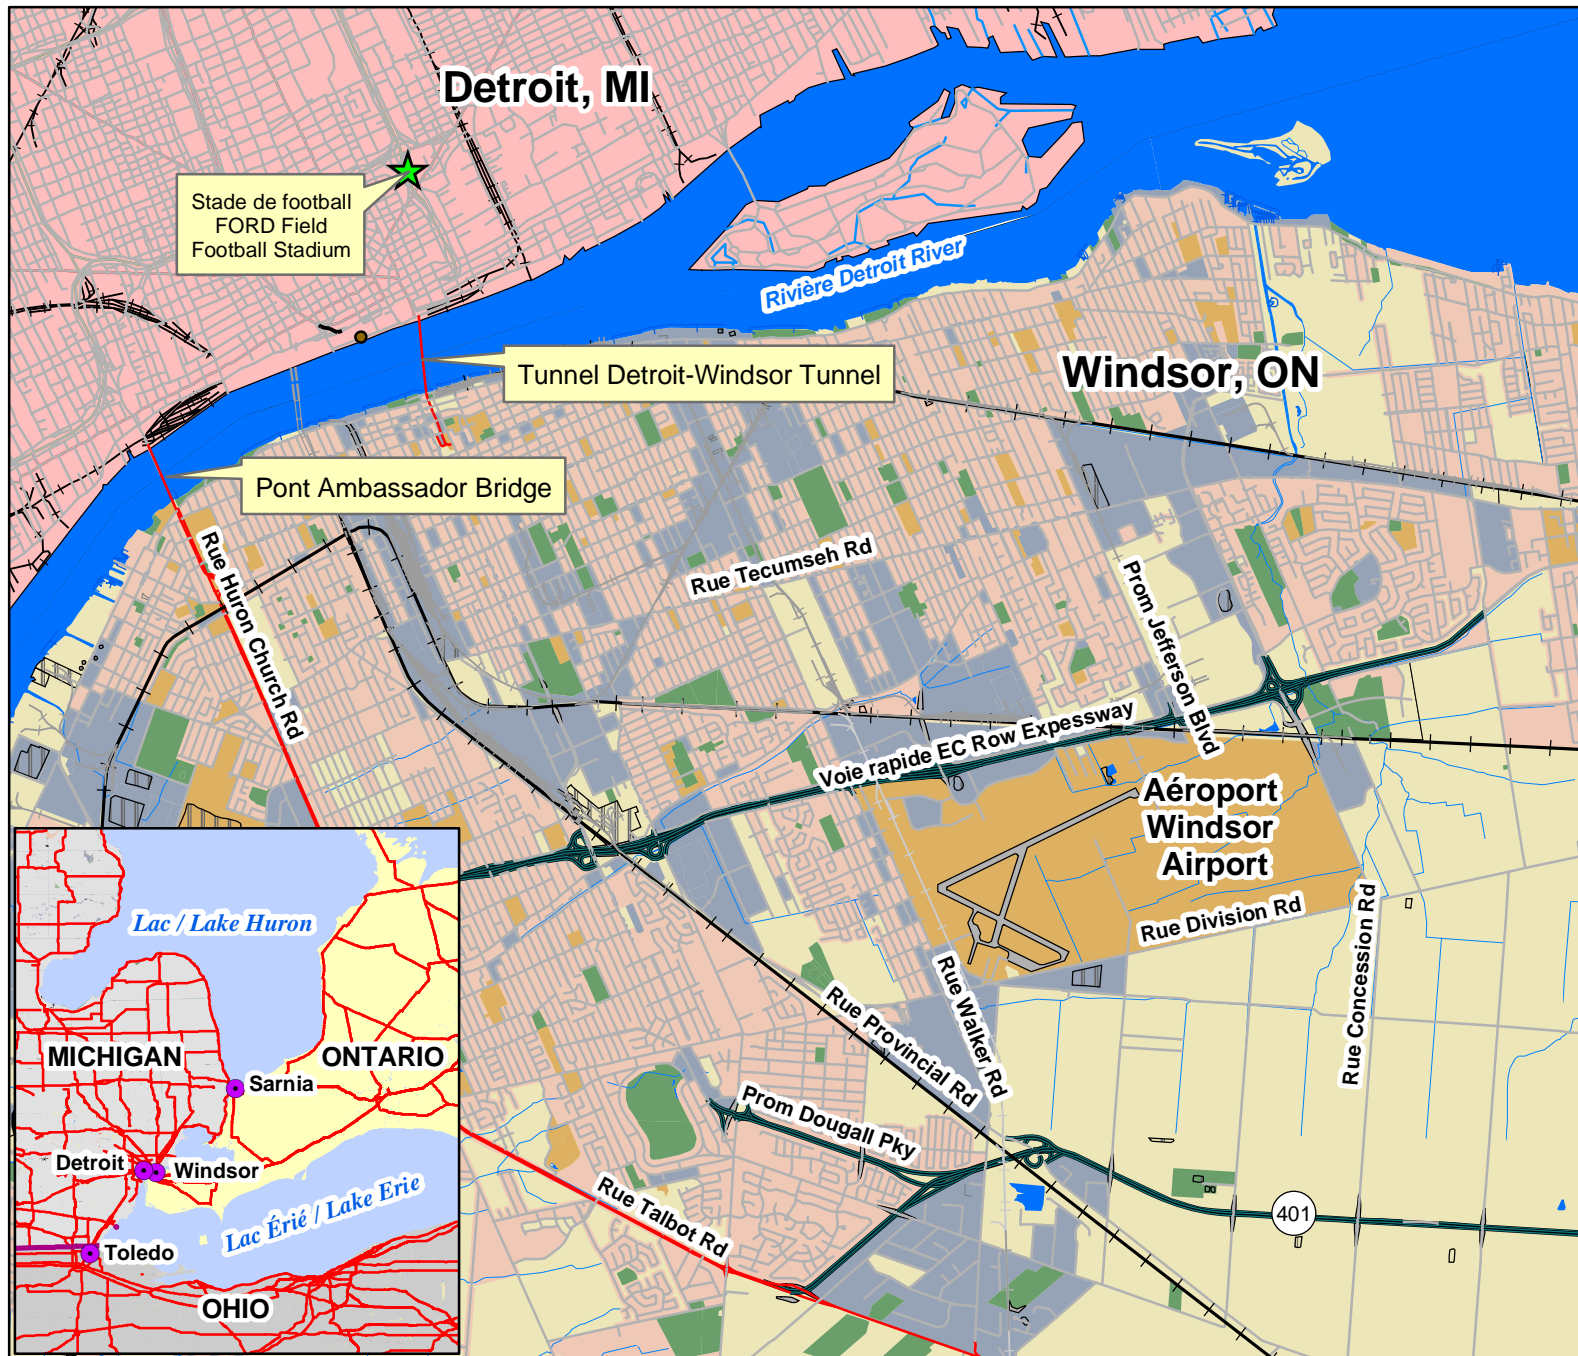 Detroit, MI
Stade de football
FORD Field
Football Stadium
Rivière Detroit River
Tunnel Detroit-Windsor Tunnel
Windsor, ON
Pont Ambassador Bridge
Rue Huron Church Rd
Rue Tecumseh Rd
Prom Jefferson Blvd
Voie rapide EC Row Expessway
Aéroport
Windsor
Airport
Rue Division Rd
Rue Concession Rd
Rue Walker Rd
Rue Provincial Rd
Prom Dougall Pky
Rue Talbot Rd
401
Lac / Lake Huron
MICHIGAN
ONTARIO
Sarnia
Detroit
Windsor
Lac Érié / Lake Erie
Toledo
OHIO